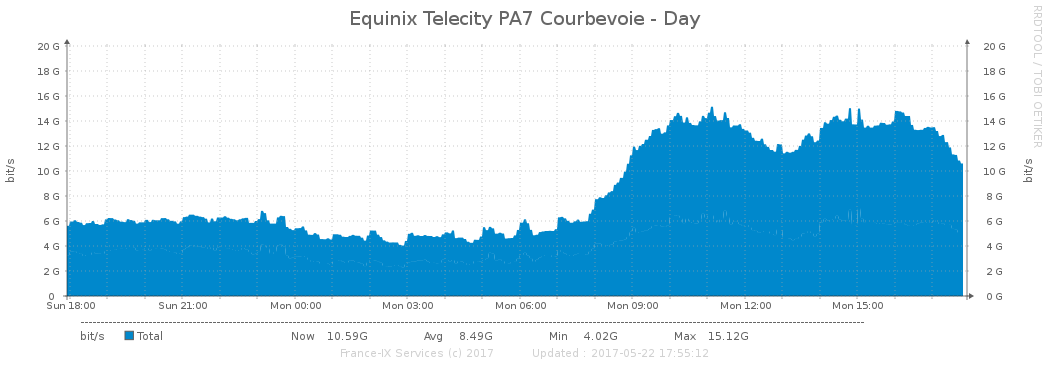 Equinix Telecity PA7 Courbevoie - Day
RRDTOOL / TOBI OETIKER
bit/s
20 G 20 G
18 G 18 G
16 G 16 G
14 G 14 G
12 G 12 G
10 G 10 G
8 G 8 G
6 G 6 G
4 G 4 G
2 G 2 G
0 0 G
bit/s
Sun 18:00 Sun 21:00 Mon 00:00 Mon 03:00 Mon 06:00 Mon 09:00 Mon 12:00 Mon 15:00
bit/s Total Now 10.59G Avg 8.49G Min 4.02G Max 15.12G
France-IX Services (c) 2017 Updated : 2017-05-22 17:55:12